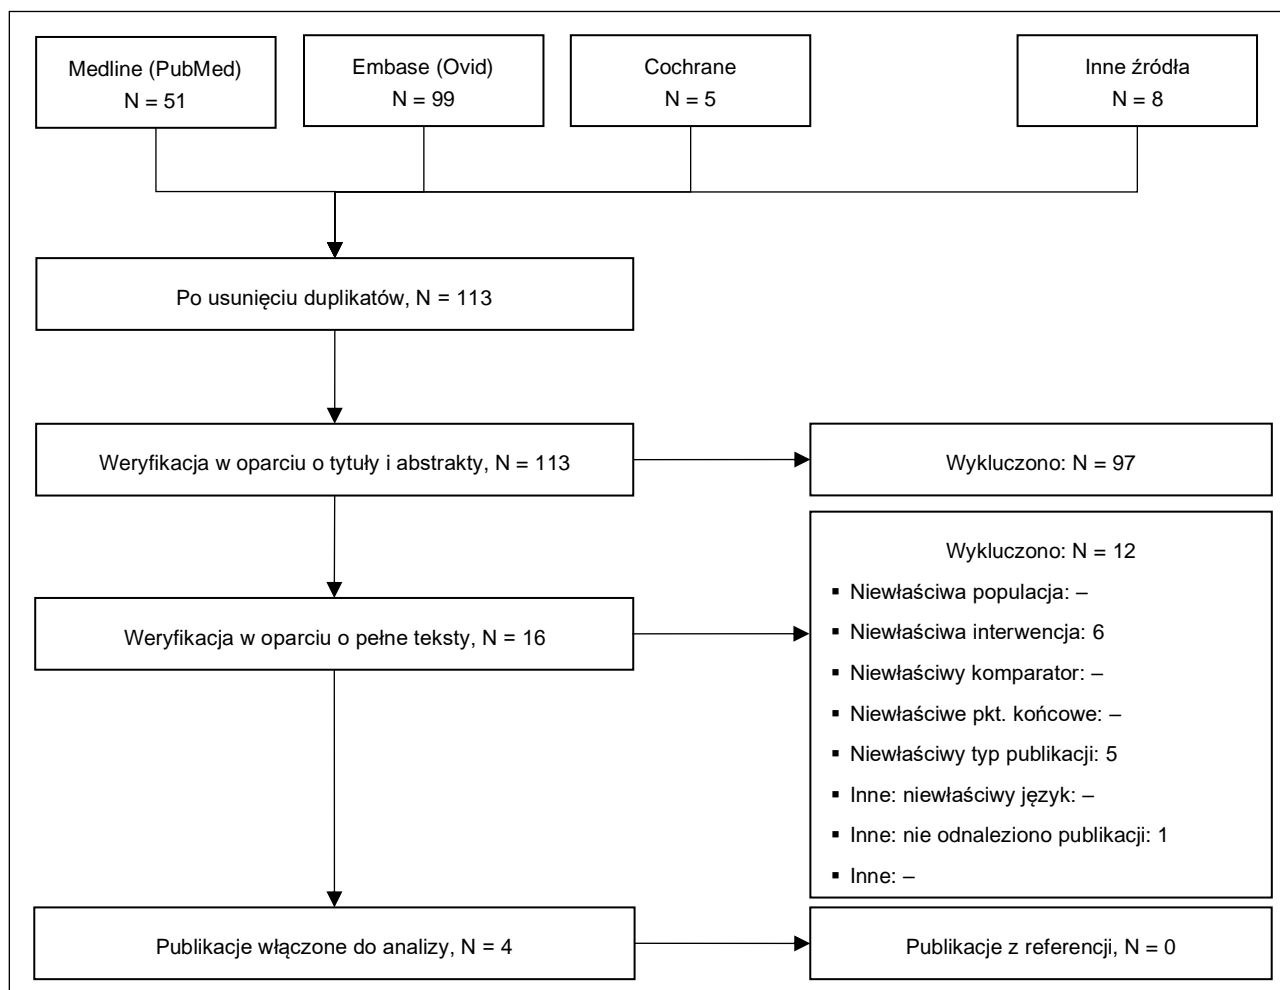 Medline (PubMed)
N = 51
Embase (Ovid)
N = 99
Cochrane
N = 5
Inne źródła
N = 8
Po usunięciu duplikatów, N = 113
Weryfikacja w oparciu o tytuły i abstrakty, N = 113
Wykluczono: N = 97
Weryfikacja w oparciu o pełne teksty, N = 16
Wykluczono: N = 12
▪ Niewłaściwa populacja: –
▪ Niewłaściwa interwencja: 6
▪ Niewłaściwy komparator: –
▪ Niewłaściwe pkt. końcowe: –
▪ Niewłaściwy typ publikacji: 5
▪ Inne: niewłaściwy język: –
▪ Inne: nie odnaleziono publikacji: 1
▪ Inne: –
Publikacje włączone do analizy, N = 4
Publikacje z referencji, N = 0